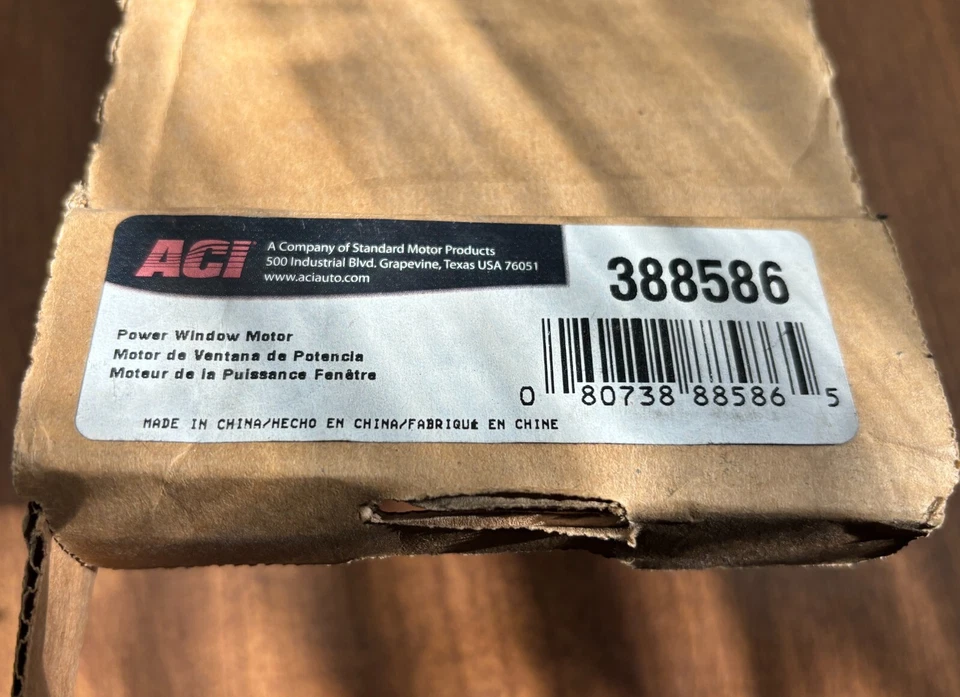 ACI
A Company of Standard Motor Products
500 Industrial Blvd. Grapevine, Texas USA 76051
www.aciauto.com
388586
Power Window Motor
Motor de Ventana de Potencia
Moteur de la Puissance Fenêtre
0 80738 88586 5
MADE IN CHINA/HECHO EN CHINA/FABRIQUÉ EN CHINE